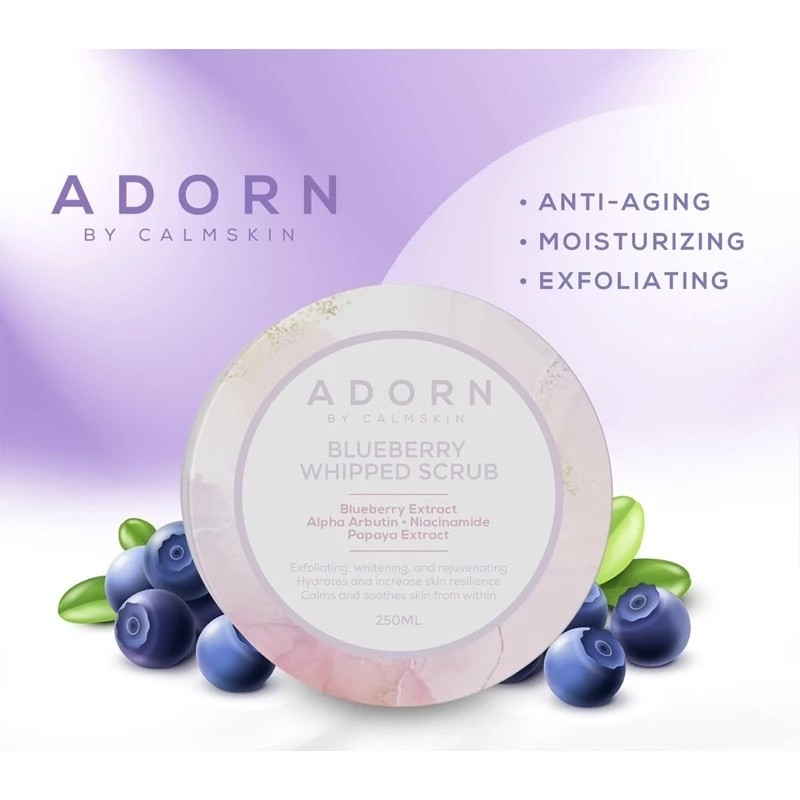 ADORN
BY CALMSKIN
• ANTI-AGING
• MOISTURIZING
• EXFOLIATING
ADORN
BY CALMSKIN
BLUEBERRY
WHIPPED SCRUB
Blueberry Extract
Alpha Arbutin • Niacinamide
Papaya Extract
Exfoliating, whitening, and rejuvenating
Hydrates and increase skin resilience
Calms and soothes skin from within
250ML